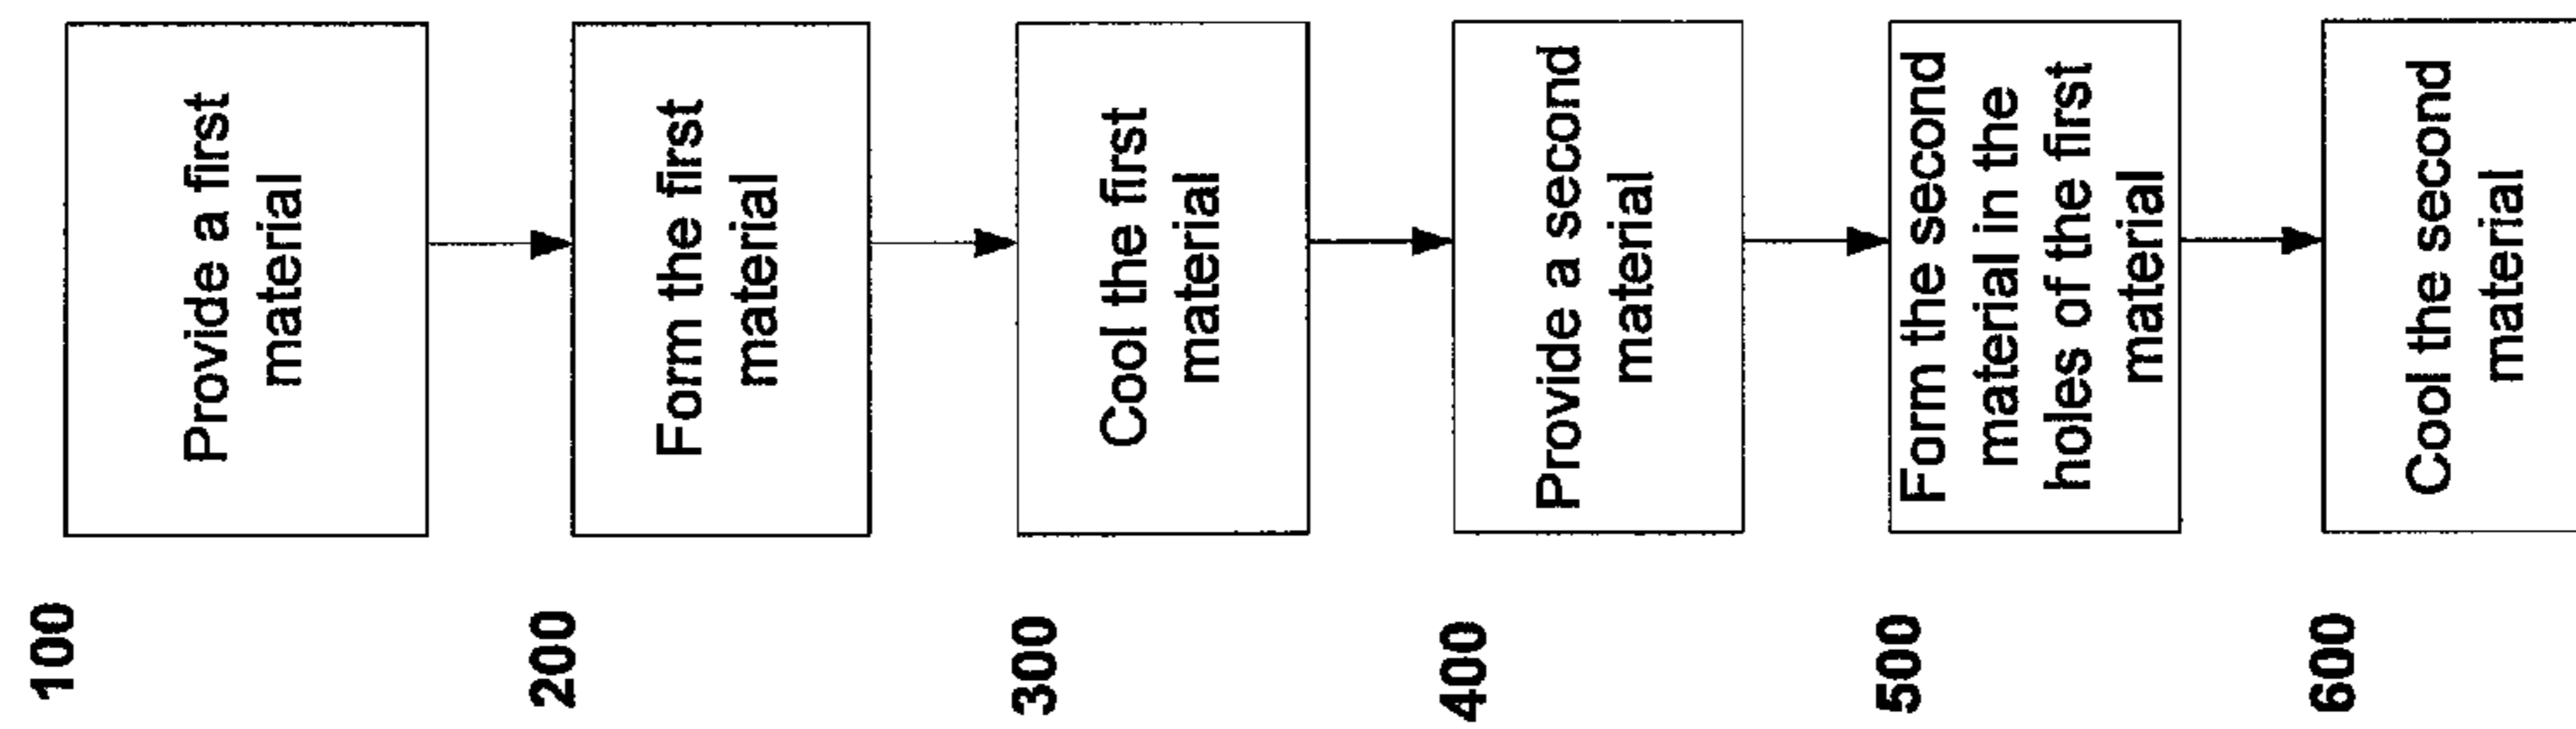 100
Provide a first
material
200
Form the first
material
300
Cool the first
material
400
Provide a second
material
500
Form the second
material in the
holes of the first
material
600
Cool the second
material